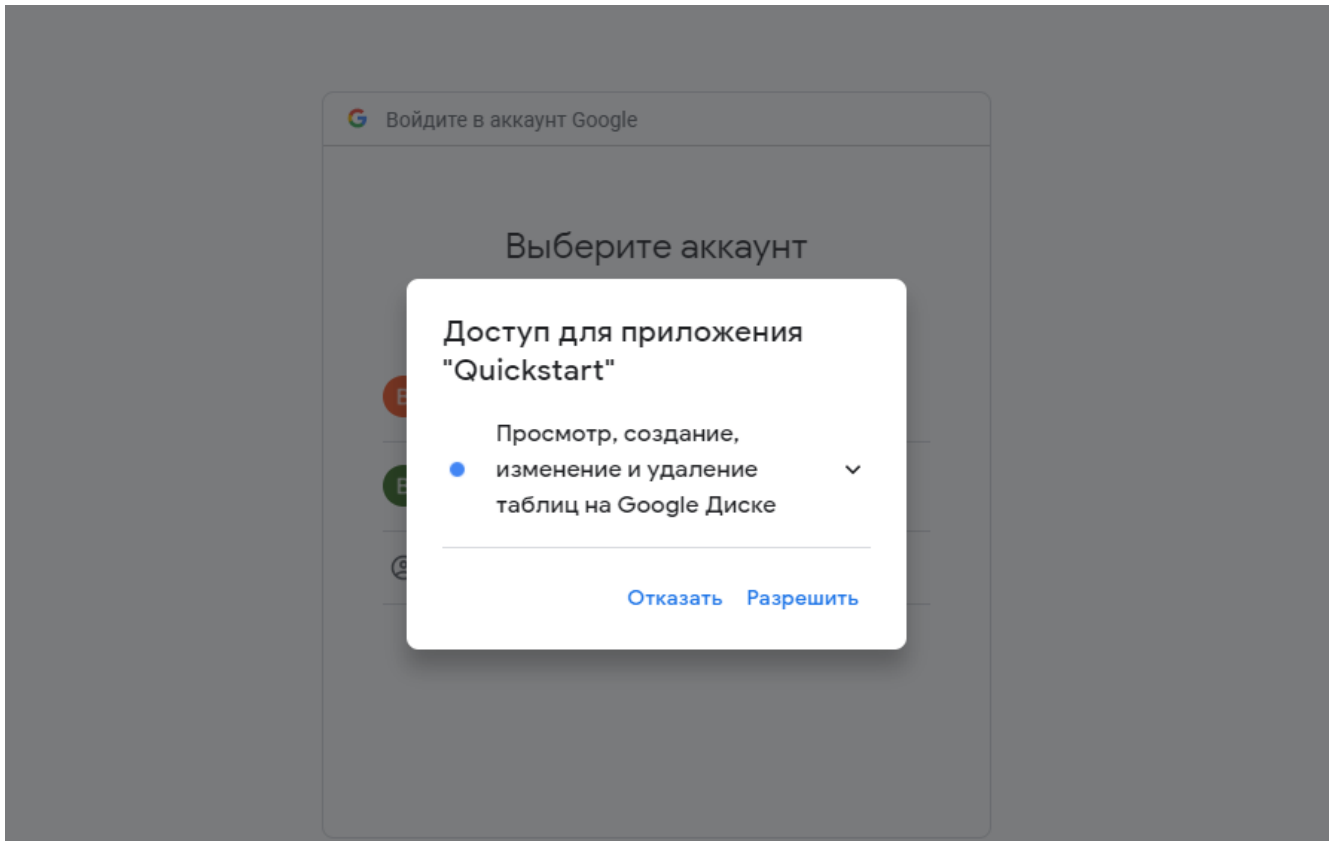 Войдите в аккаунт Google
Выберите аккаунт
Доступ для приложения
"Quickstart"
Просмотр, создание,
изменение и удаление
таблиц на Google Диске
Отказать Разрешить